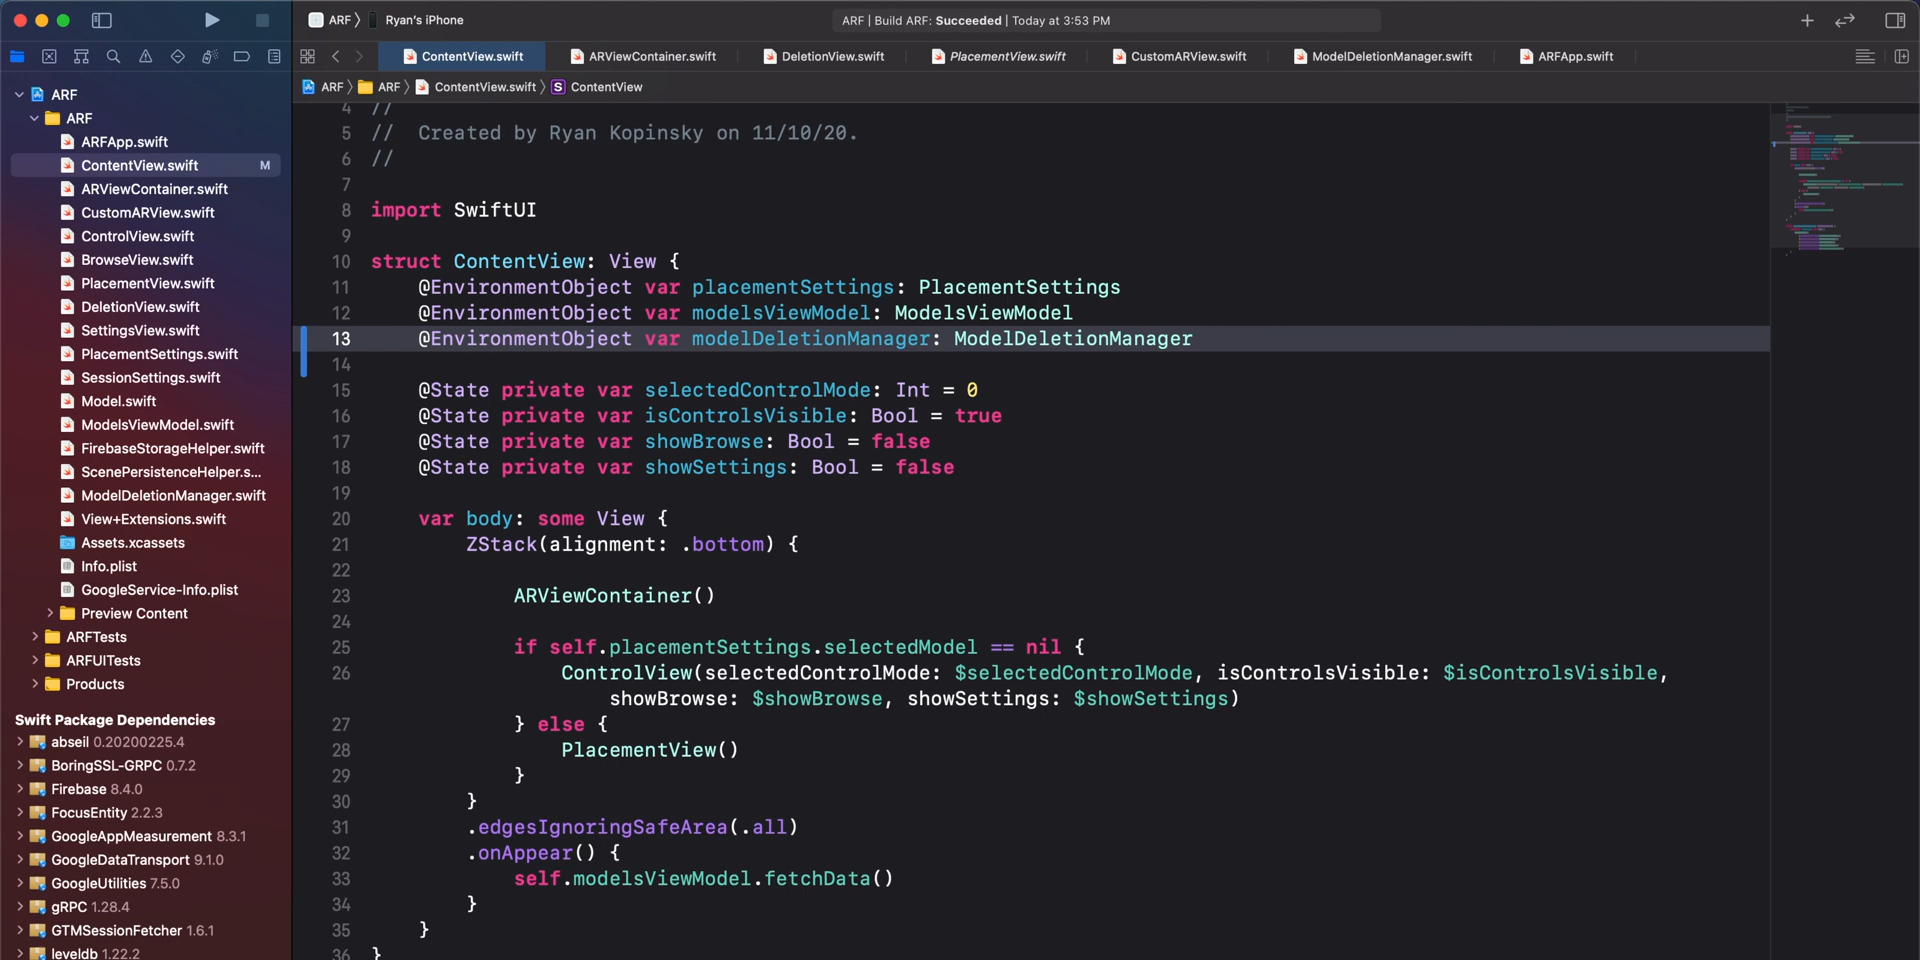 ARF
Ryan's iPhone
ARF | Build ARF: Succeeded | Today at 3:53 PM
ContentView.swift
ARViewContainer.swift
DeletionView.swift
PlacementView.swift
CustomARView.swift
ModelDeletionManager.swift
ARFApp.swift
ARF
ARF
ContentView.swift
S ContentView
ARF
ARF
ARFApp.swift
ContentView.swift M
ARViewContainer.swift
CustomARView.swift
ControlView.swift
BrowseView.swift
PlacementView.swift
DeletionView.swift
SettingsView.swift
PlacementSettings.swift
SessionSettings.swift
Model.swift
ModelsViewModel.swift
FirebaseStorageHelper.swift
ScenePersistenceHelper.s...
ModelDeletionManager.swift
View+Extensions.swift
Assets.xcassets
Info.plist
GoogleService-Info.plist
Preview Content
ARFTests
ARFUITests
Products
Swift Package Dependencies
abseil 0.20200225.4
BoringSSL-GRPC 0.7.2
Firebase 8.4.0
FocusEntity 2.2.3
GoogleAppMeasurement 8.3.1
GoogleDataTransport 9.1.0
GoogleUtilities 7.5.0
gRPC 1.28.4
GTMSessionFetcher 1.6.1
leveldb 1.22.2
4 //
5 //  Created by Ryan Kopinsky on 11/10/20.
6 //
7
8 import SwiftUI
9
10 struct ContentView: View {
11     @EnvironmentObject var placementSettings: PlacementSettings
12     @EnvironmentObject var modelsViewModel: ModelsViewModel
13     @EnvironmentObject var modelDeletionManager: ModelDeletionManager
14
15     @State private var selectedControlMode: Int = 0
16     @State private var isControlsVisible: Bool = true
17     @State private var showBrowse: Bool = false
18     @State private var showSettings: Bool = false
19
20     var body: some View {
21         ZStack(alignment: .bottom) {
22
23             ARViewContainer()
24
25             if self.placementSettings.selectedModel == nil {
26                 ControlView(selectedControlMode: $selectedControlMode, isControlsVisible: $isControlsVisible,
                    showBrowse: $showBrowse, showSettings: $showSettings)
27             } else {
28                 PlacementView()
29             }
30         }
31         .edgesIgnoringSafeArea(.all)
32         .onAppear() {
33             self.modelsViewModel.fetchData()
34         }
35     }
36 }